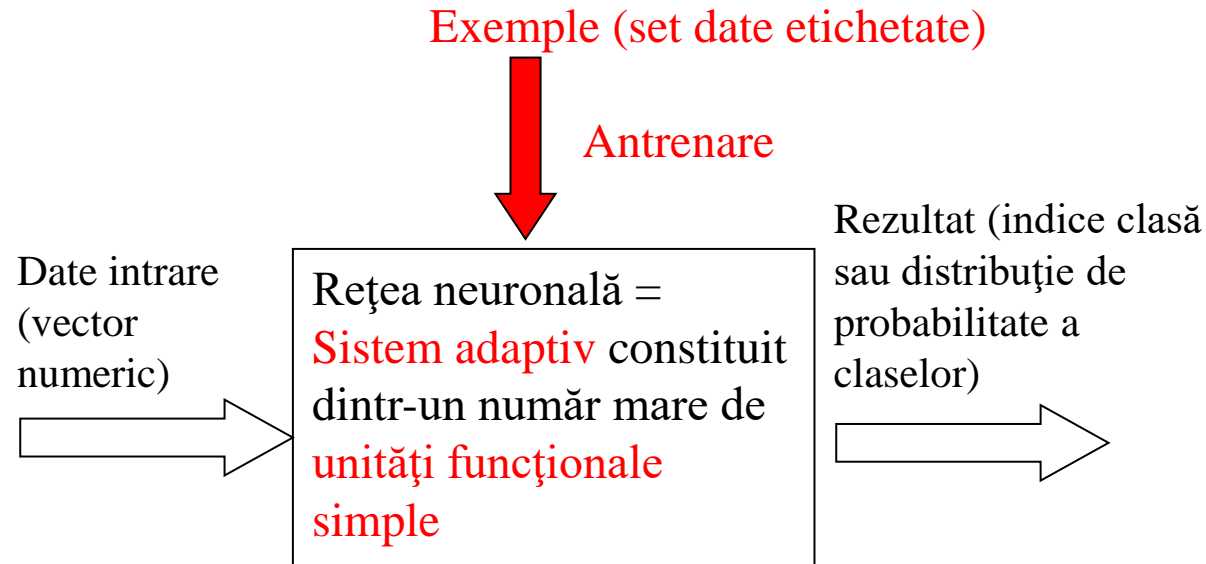 Exemple (set date etichetate)
Antrenare
Date intrare
(vector
numeric)
Reţea neuronală =
Sistem adaptiv constituit
dintr-un număr mare de
unităţi funcţionale
simple
Rezultat (indice clasă
sau distribuţie de
probabilitate a
claselor)